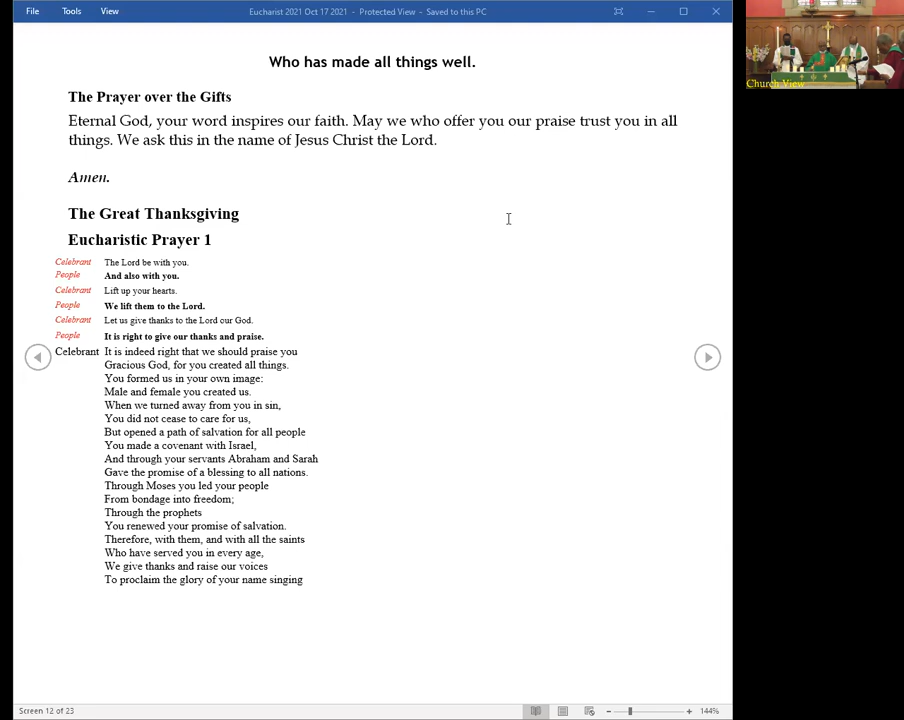 File Tools View Eucharist 2021 Oct 17 2021 - Protected View - Saved to this PC
Who has made all things well.
The Prayer over the Gifts
Eternal God, your word inspires our faith. May we who offer you our praise trust you in all
things. We ask this in the name of Jesus Christ the Lord.
Amen.
The Great Thanksgiving
Eucharistic Prayer 1
Celebrant The Lord be with you.
People And also with you.
Celebrant Lift up your hearts.
People We lift them to the Lord.
Celebrant Let us give thanks to the Lord our God.
People It is right to give our thanks and praise.
Celebrant It is indeed right that we should praise you
Gracious God, for you created all things.
You formed us in your own image:
Male and female you created us.
When we turned away from you in sin,
You did not cease to care for us,
But opened a path of salvation for all people
You made a covenant with Israel,
And through your servants Abraham and Sarah
Gave the promise of a blessing to all nations.
Through Moses you led your people
From bondage into freedom;
Through the prophets
You renewed your promise of salvation.
Therefore, with them, and with all the saints
Who have served you in every age,
We give thanks and raise our voices
To proclaim the glory of your name singing
Screen 12 of 23
144%
Church View